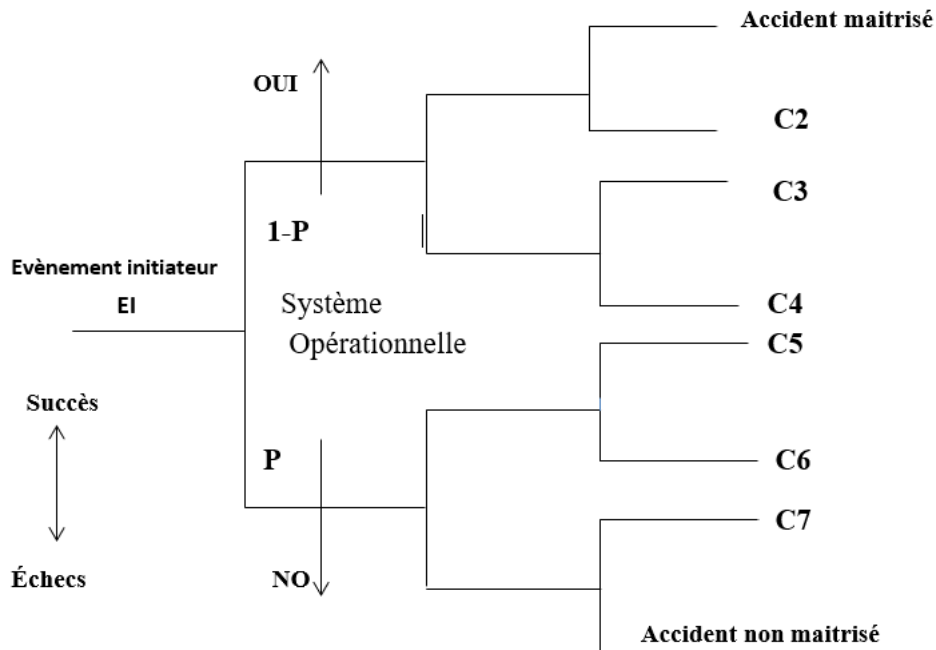 Accident maitrisé
OUI
C2
C3
1-P
Evènement initiateur
EI
Système
Opérationnelle
C4
C5
Succès
P
C6
C7
Échecs
NO
Accident non maitrisé